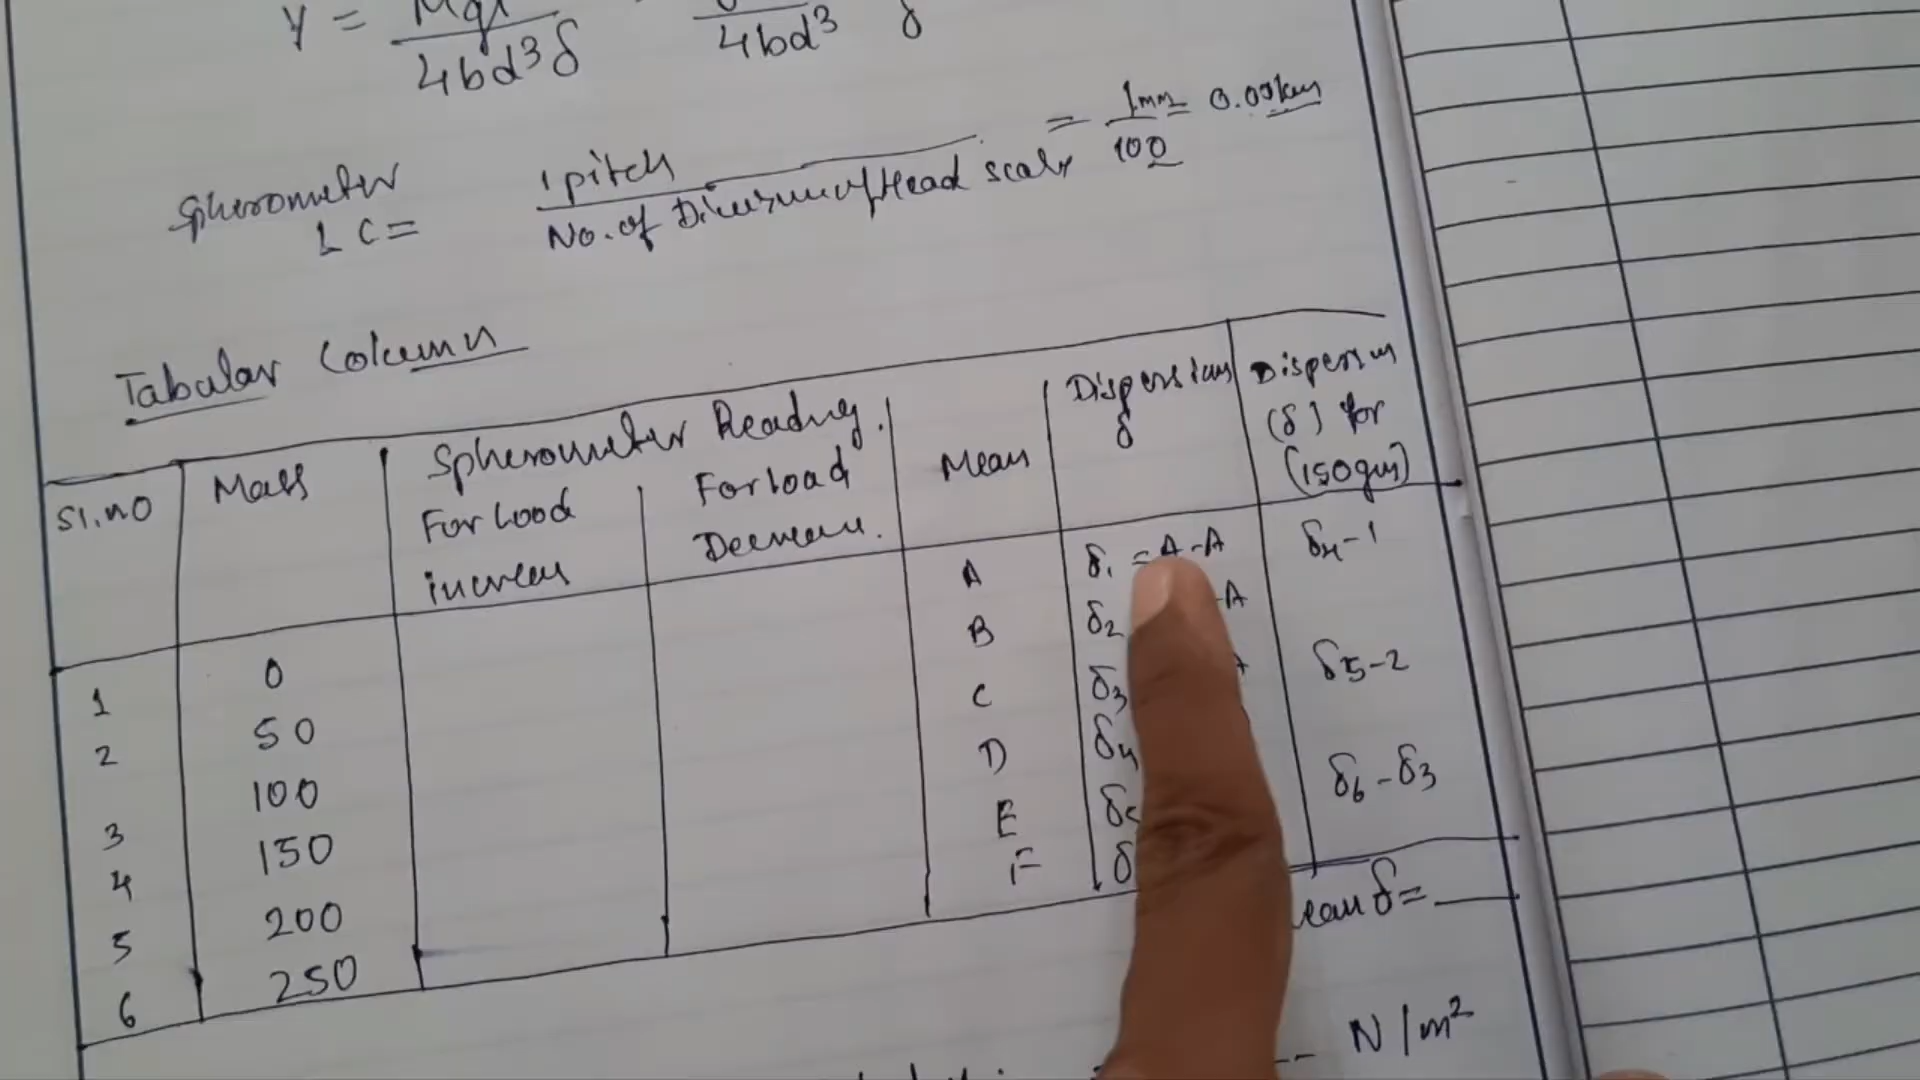 Y = Mgl / 4bd³δ
4bd³ δ
Spherometer
LC = 1 pitch / No. of Division of Head scale = 1mm / 100 = 0.001cm
Tabular Column
Sl.no Mass Spherometer Reading. Mean Dispersion δ Dispersion (δ) for (150gm)
For Load increas For load Decrease.
1 0 A δ1 = A-A δ4-1
2 50 B δ2 -A
3 100 C δ3 δ5-2
4 150 D δ4
5 200 E δ6-δ3
6 250 F δ
δ =
N/m²